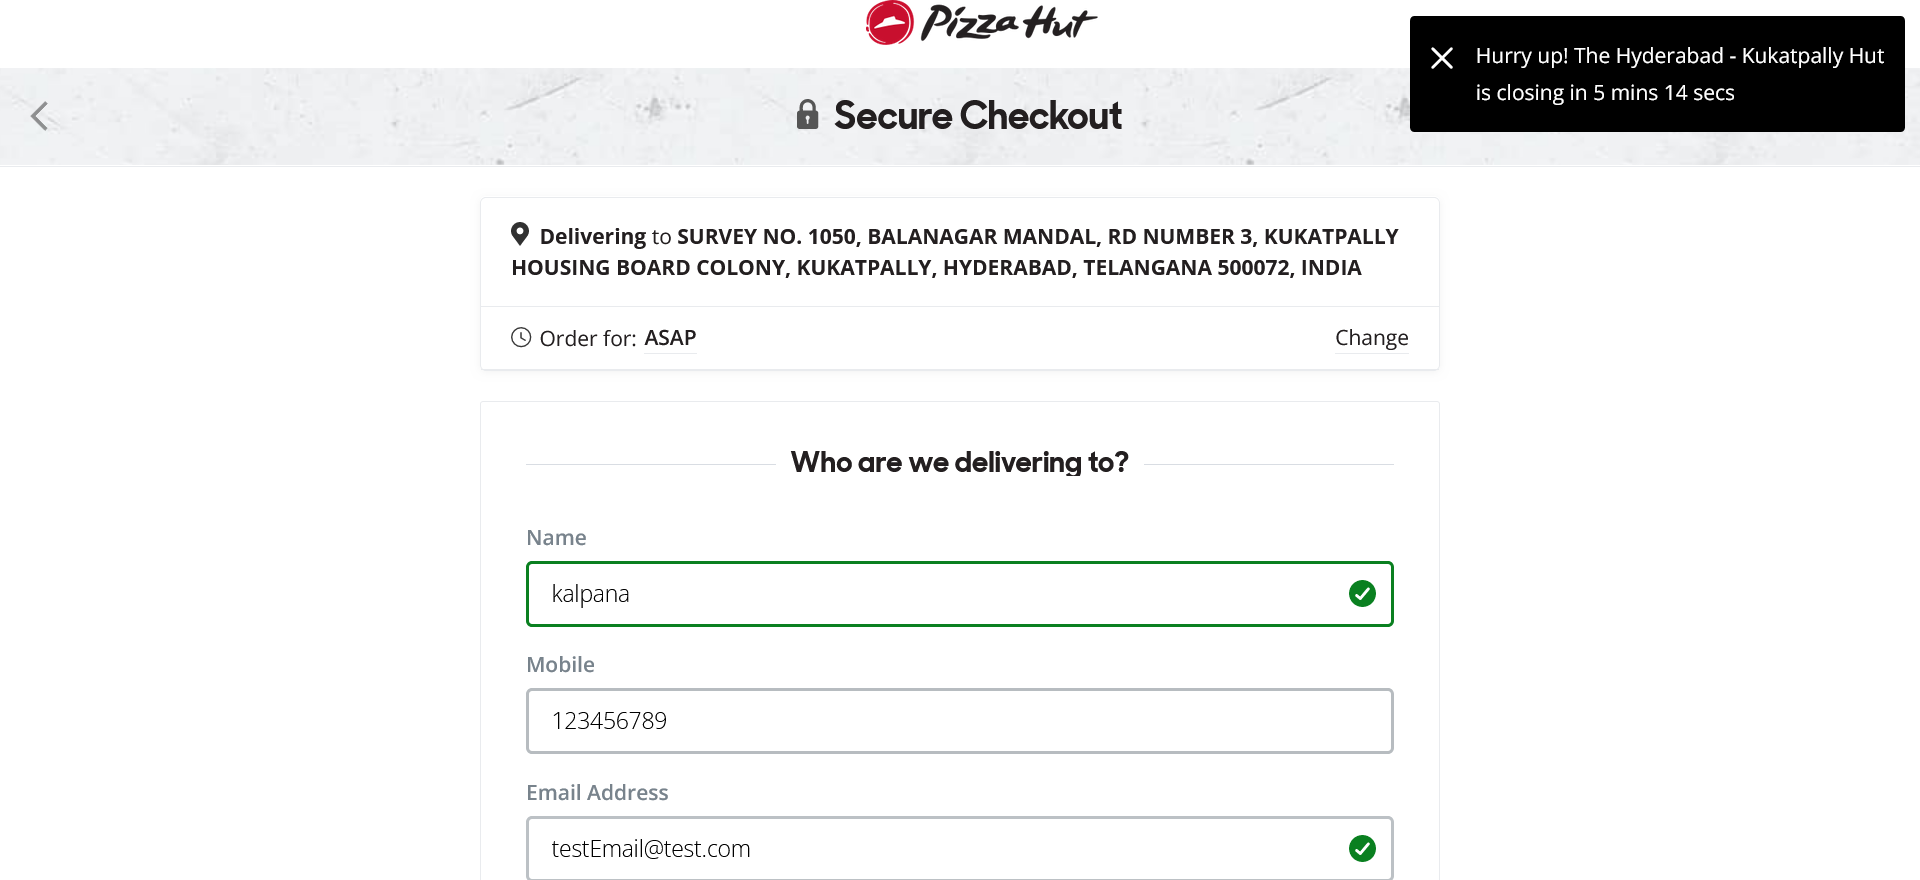 Pizza Hut
Hurry up! The Hyderabad - Kukatpally Hut
is closing in 5 mins 14 secs
Secure Checkout
Delivering to SURVEY NO. 1050, BALANAGAR MANDAL, RD NUMBER 3, KUKATPALLY
HOUSING BOARD COLONY, KUKATPALLY, HYDERABAD, TELANGANA 500072, INDIA
Order for: ASAP
Change
Who are we delivering to?
Name
kalpana
Mobile
123456789
Email Address
testEmail@test.com